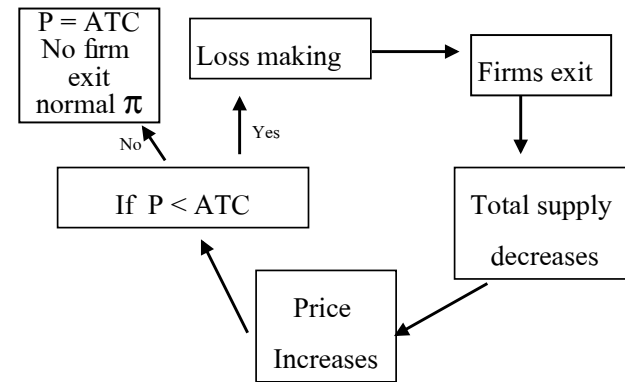 P = ATC
No firm
exit
normal π
Loss making
Firms exit
No
Yes
If P < ATC
Total supply
decreases
Price
Increases